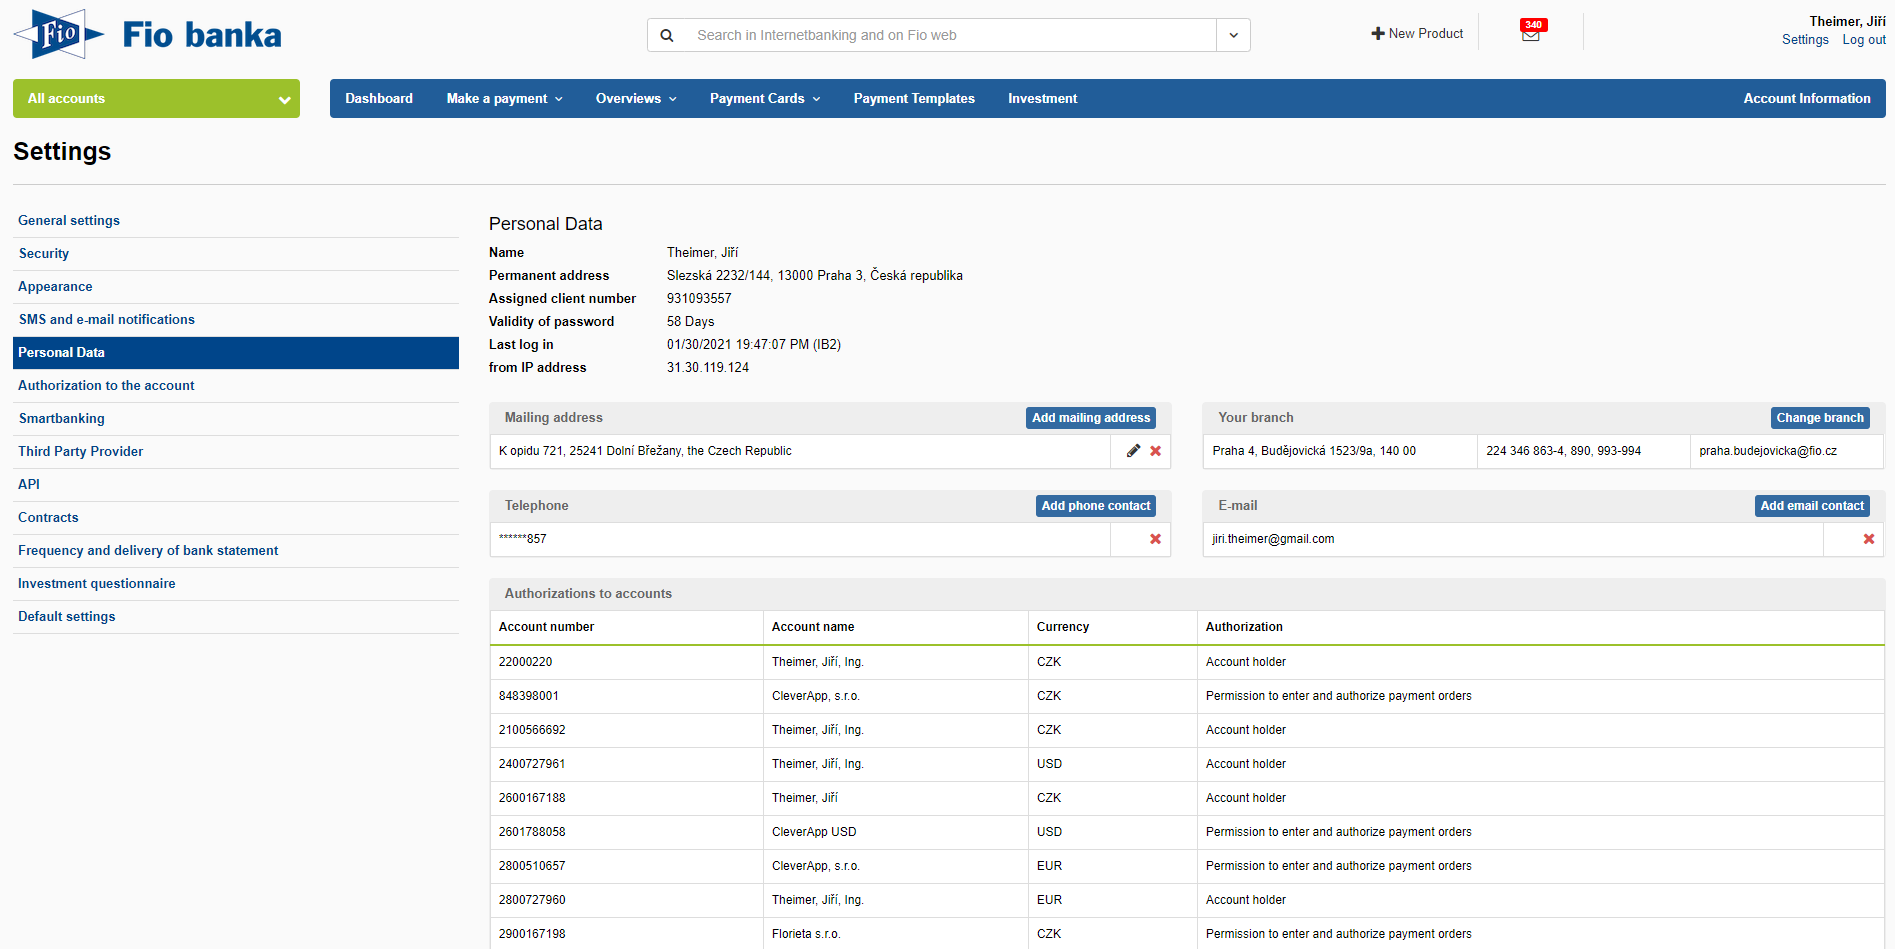 Fio Fio banka
Search in Internetbanking and on Fio web
New Product
340
Theimer, Jiří
Settings Log out
All accounts
Dashboard Make a payment Overviews Payment Cards Payment Templates Investment Account Information
Settings
General settings
Security
Appearance
SMS and e-mail notifications
Personal Data
Authorization to the account
Smartbanking
Third Party Provider
API
Contracts
Frequency and delivery of bank statement
Investment questionnaire
Default settings
Personal Data
Name Theimer, Jiří
Permanent address Slezská 2232/144, 13000 Praha 3, Česká republika
Assigned client number 931093557
Validity of password 58 Days
Last log in 01/30/2021 19:47:07 PM (IB2)
from IP address 31.30.119.124
Mailing address Add mailing address
K opidu 721, 25241 Dolní Břežany, the Czech Republic
Your branch Change branch
Praha 4, Budějovická 1523/9a, 140 00 224 346 863-4, 890, 993-994 praha.budejovicka@fio.cz
Telephone Add phone contact
******857
E-mail Add email contact
jiri.theimer@gmail.com
Authorizations to accounts
Account number Account name Currency Authorization
22000220 Theimer, Jiří, Ing. CZK Account holder
848398001 CleverApp, s.r.o. CZK Permission to enter and authorize payment orders
2100566692 Theimer, Jiří, Ing. CZK Account holder
2400727961 Theimer, Jiří, Ing. USD Account holder
2600167188 Theimer, Jiří CZK Account holder
2601788058 CleverApp USD USD Permission to enter and authorize payment orders
2800510657 CleverApp, s.r.o. EUR Permission to enter and authorize payment orders
2800727960 Theimer, Jiří, Ing. EUR Account holder
2900167198 Florieta s.r.o. CZK Permission to enter and authorize payment orders